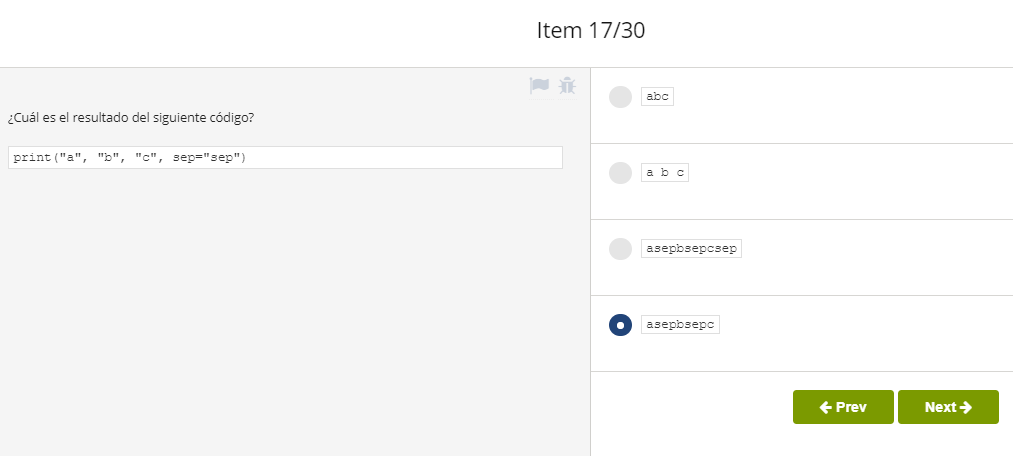 Item 17/30
¿Cuál es el resultado del siguiente código?
print("a", "b", "c", sep="sep")
abc
a b c
asepbsepcsep
asepbsepc
Prev
Next